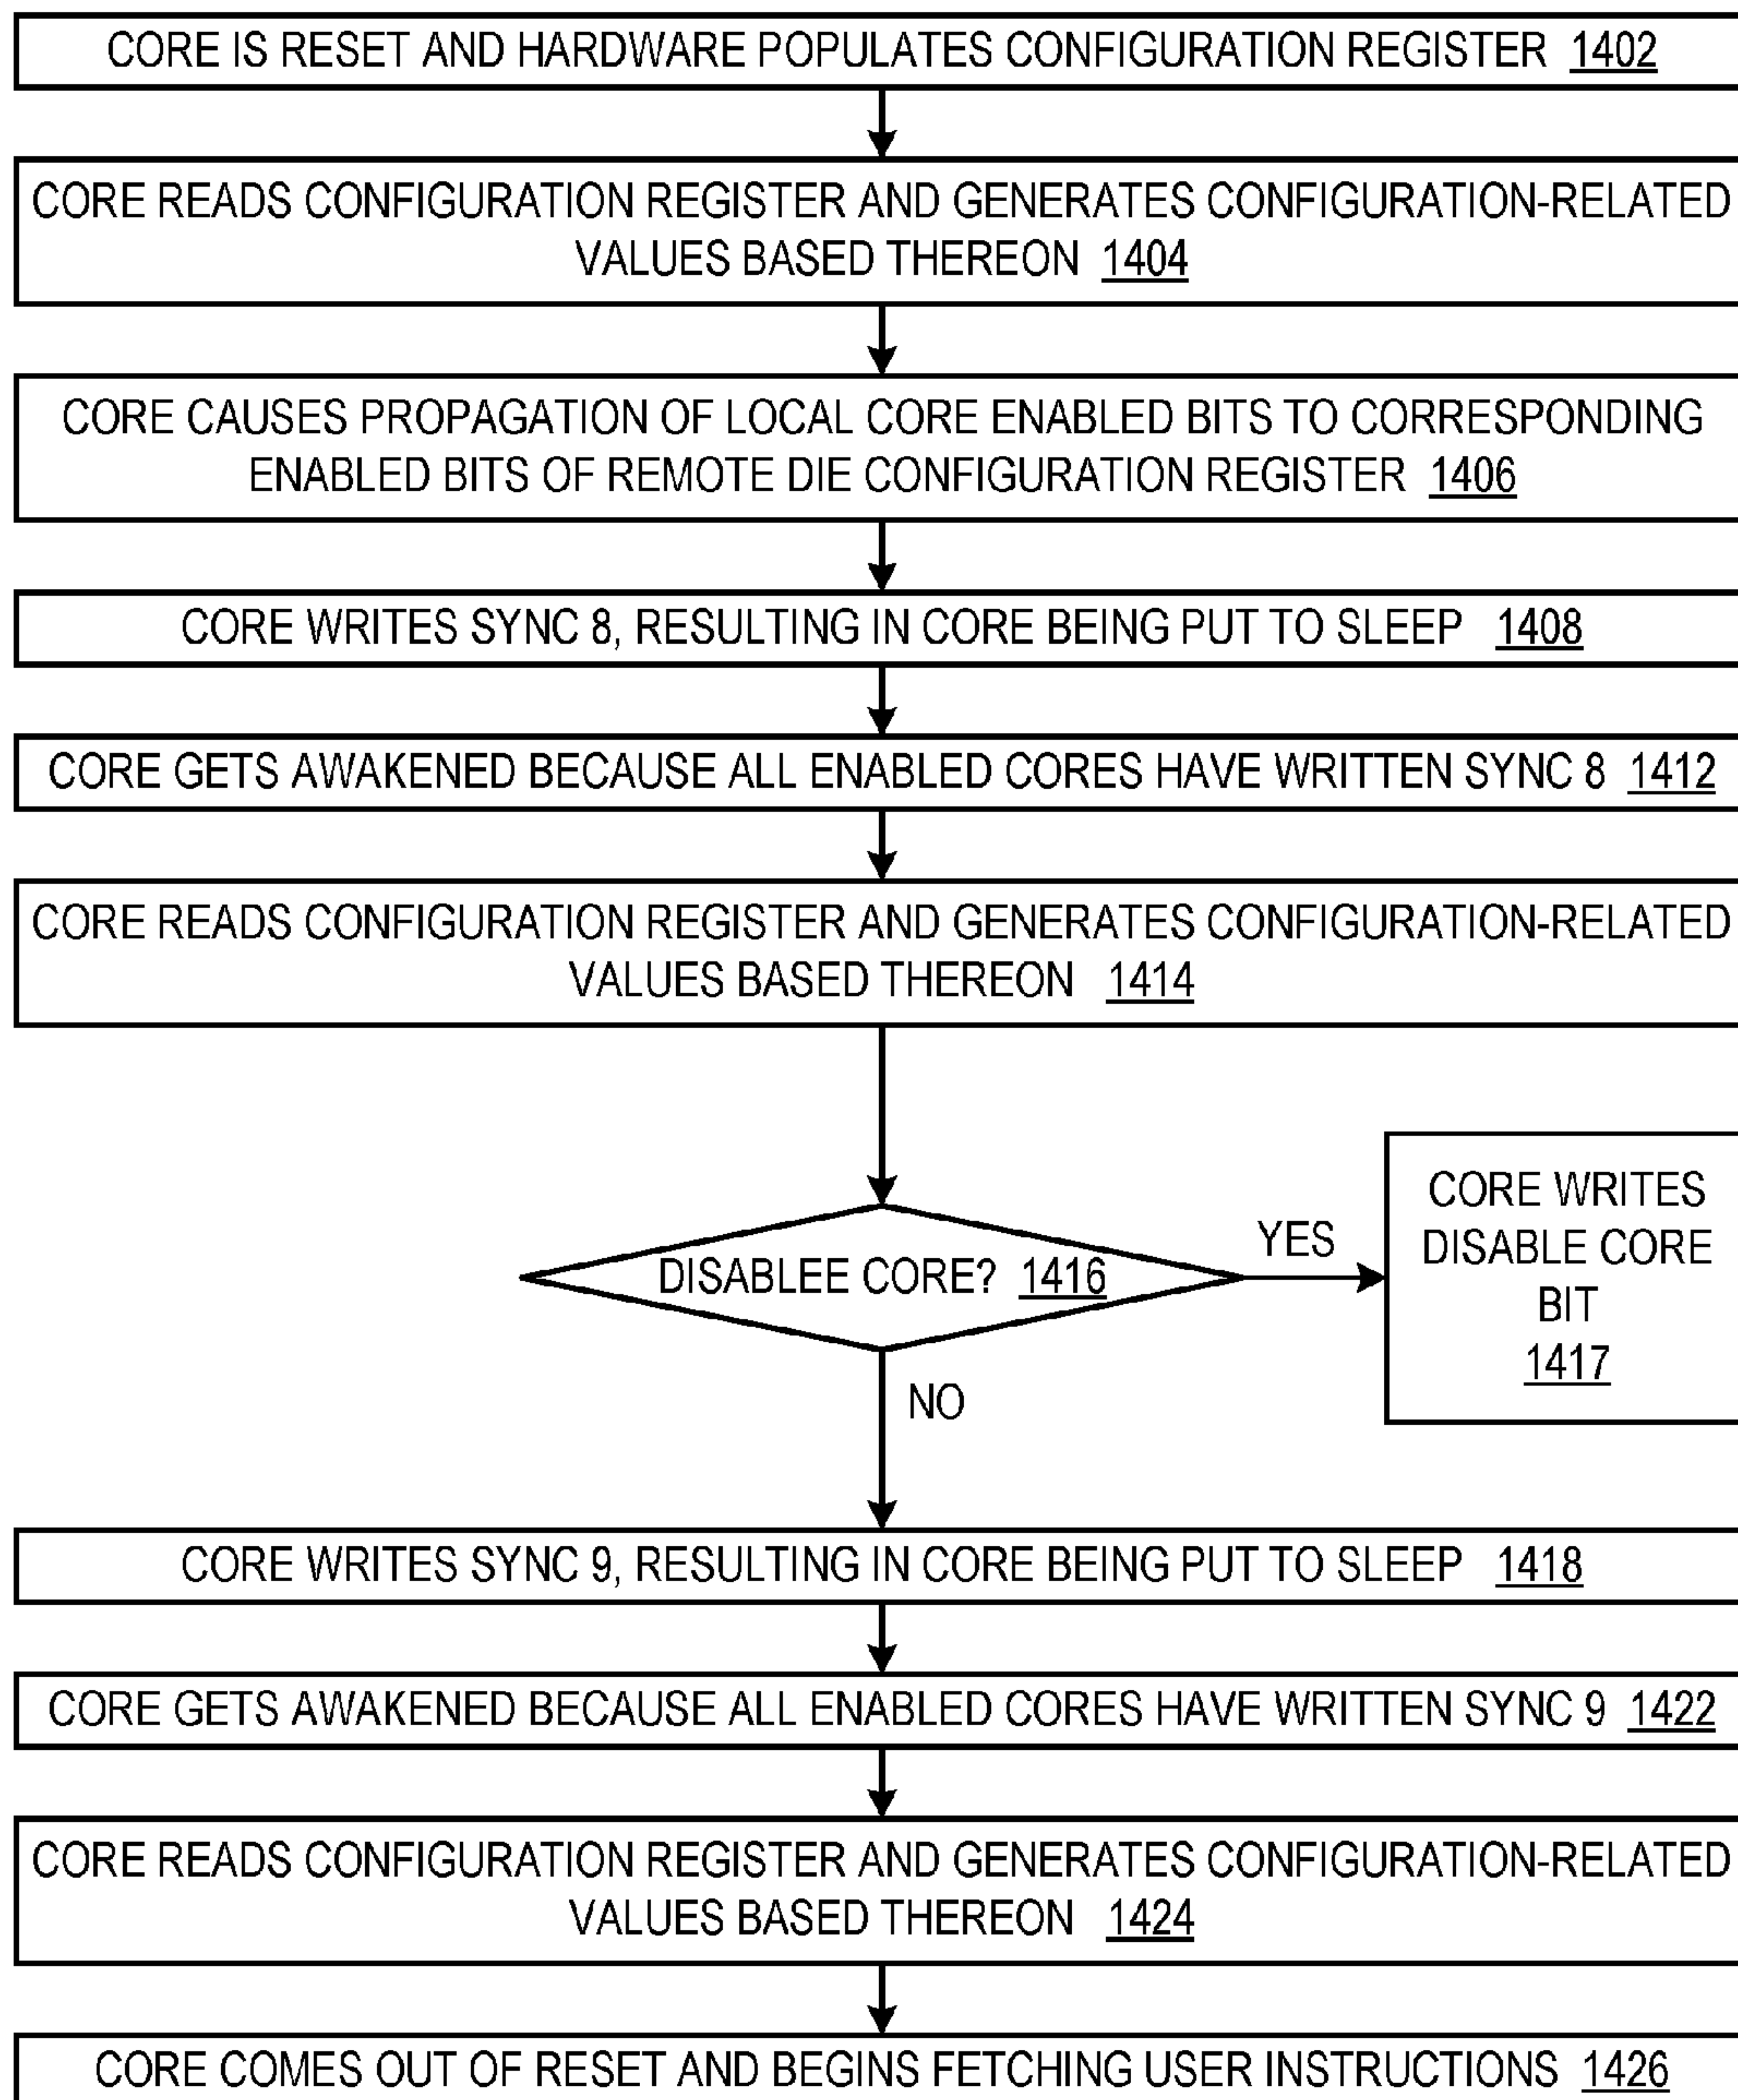 CORE IS RESET AND HARDWARE POPULATES CONFIGURATION REGISTER 1402
CORE READS CONFIGURATION REGISTER AND GENERATES CONFIGURATION-RELATED
VALUES BASED THEREON 1404
CORE CAUSES PROPAGATION OF LOCAL CORE ENABLED BITS TO CORRESPONDING
ENABLED BITS OF REMOTE DIE CONFIGURATION REGISTER 1406
CORE WRITES SYNC 8, RESULTING IN CORE BEING PUT TO SLEEP 1408
CORE GETS AWAKENED BECAUSE ALL ENABLED CORES HAVE WRITTEN SYNC 8 1412
CORE READS CONFIGURATION REGISTER AND GENERATES CONFIGURATION-RELATED
VALUES BASED THEREON 1414
DISABLEE CORE? 1416
YES
CORE WRITES
DISABLE CORE
BIT
1417
NO
CORE WRITES SYNC 9, RESULTING IN CORE BEING PUT TO SLEEP 1418
CORE GETS AWAKENED BECAUSE ALL ENABLED CORES HAVE WRITTEN SYNC 9 1422
CORE READS CONFIGURATION REGISTER AND GENERATES CONFIGURATION-RELATED
VALUES BASED THEREON 1424
CORE COMES OUT OF RESET AND BEGINS FETCHING USER INSTRUCTIONS 1426